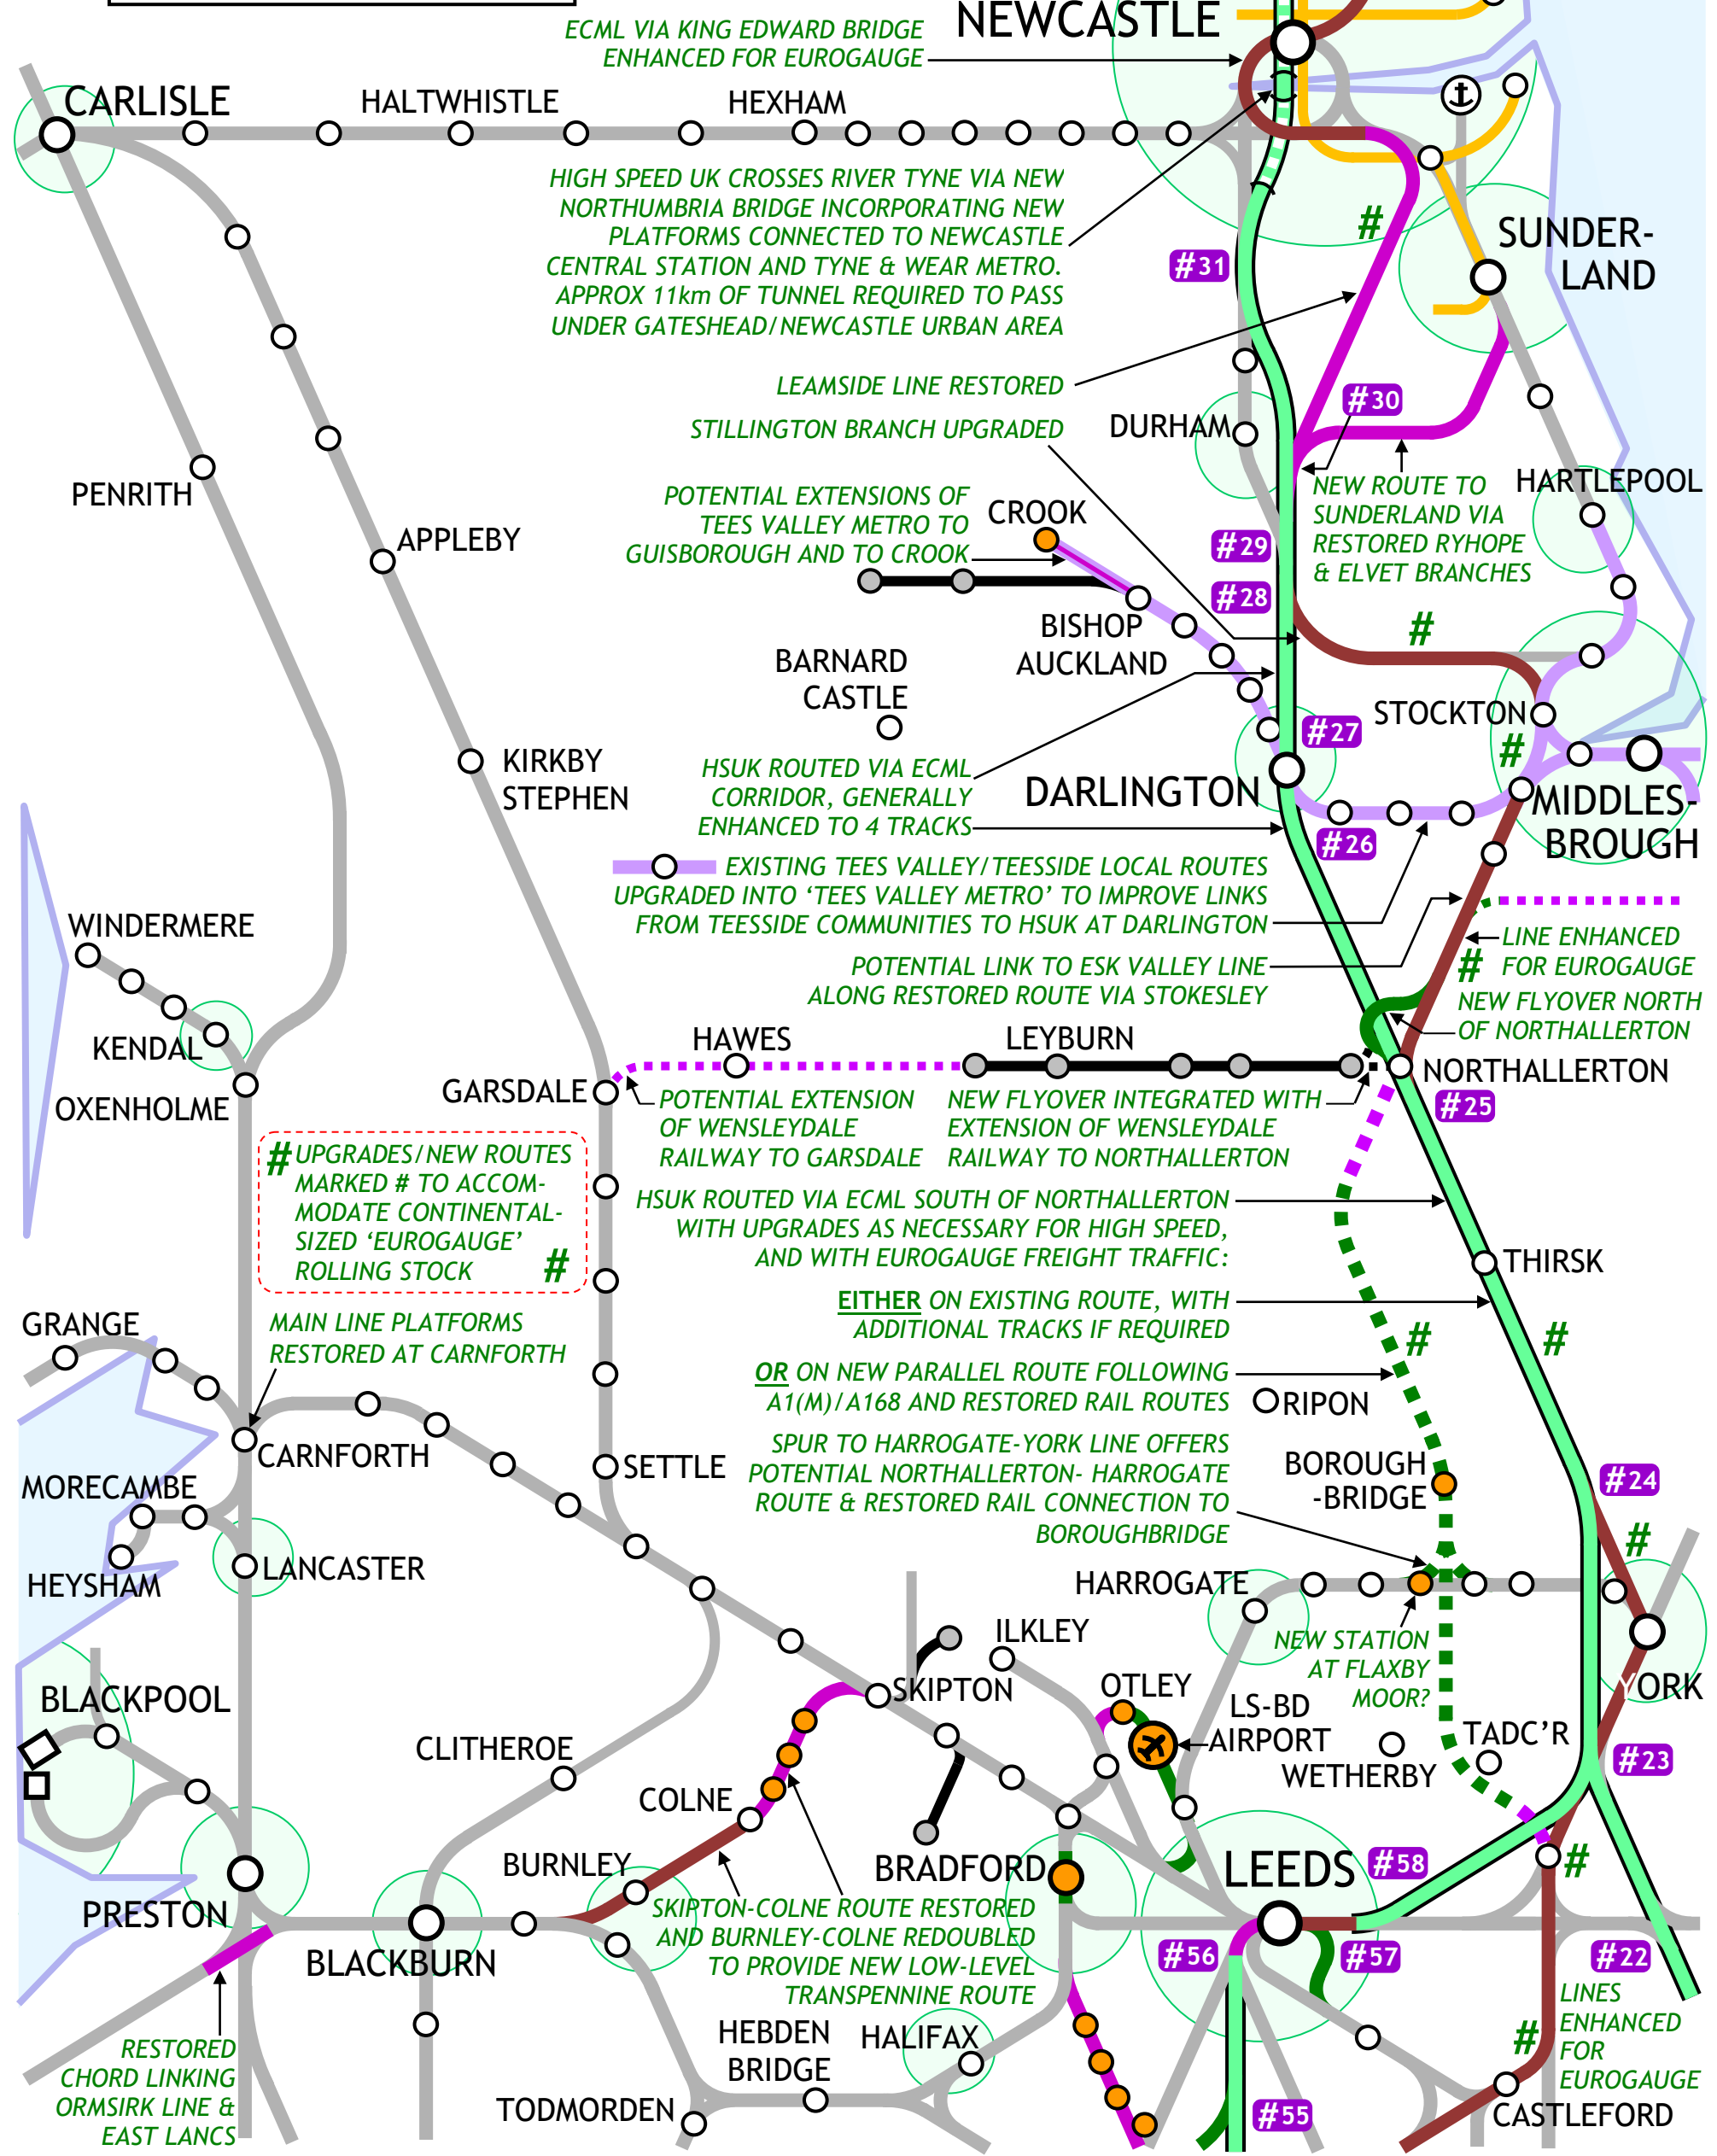 ECML VIA KING EDWARD BRIDGE
ENHANCED FOR EUROGAUGE
NEWCASTLE
CARLISLE
HALTWHISTLE
HEXHAM
HIGH SPEED UK CROSSES RIVER TYNE VIA NEW
NORTHUMBRIA BRIDGE INCORPORATING NEW
PLATFORMS CONNECTED TO NEWCASTLE
CENTRAL STATION AND TYNE & WEAR METRO.
APPROX 11km OF TUNNEL REQUIRED TO PASS
UNDER GATESHEAD/NEWCASTLE URBAN AREA
#
#31
SUNDER-
LAND
LEAMSIDE LINE RESTORED
#30
STILLINGTON BRANCH UPGRADED
DURHAM
PENRITH
APPLEBY
POTENTIAL EXTENSIONS OF
TEES VALLEY METRO TO
GUISBOROUGH AND TO CROOK
CROOK
NEW ROUTE TO
SUNDERLAND VIA
RESTORED RYHOPE
& ELVET BRANCHES
HARTLEPOOL
#29
#28
#
BISHOP
AUCKLAND
BARNARD
CASTLE
STOCKTON
#27
#
KIRKBY
STEPHEN
HSUK ROUTED VIA ECML
CORRIDOR, GENERALLY
ENHANCED TO 4 TRACKS
DARLINGTON
MIDDLES-
BROUGH
#26
EXISTING TEES VALLEY/TEESSIDE LOCAL ROUTES
UPGRADED INTO ‘TEES VALLEY METRO’ TO IMPROVE LINKS
FROM TEESSIDE COMMUNITIES TO HSUK AT DARLINGTON
WINDERMERE
KENDAL
OXENHOLME
LINE ENHANCED
# FOR EUROGAUGE
POTENTIAL LINK TO ESK VALLEY LINE
ALONG RESTORED ROUTE VIA STOKESLEY
NEW FLYOVER NORTH
OF NORTHALLERTON
HAWES
LEYBURN
GARSDALE
NORTHALLERTON
#25
POTENTIAL EXTENSION
OF WENSLEYDALE
RAILWAY TO GARSDALE
NEW FLYOVER INTEGRATED WITH
EXTENSION OF WENSLEYDALE
RAILWAY TO NORTHALLERTON
# UPGRADES/NEW ROUTES
MARKED # TO ACCOM-
MODATE CONTINENTAL-
SIZED ‘EUROGAUGE’
ROLLING STOCK #
HSUK ROUTED VIA ECML SOUTH OF NORTHALLERTON
WITH UPGRADES AS NECESSARY FOR HIGH SPEED,
AND WITH EUROGAUGE FREIGHT TRAFFIC:
THIRSK
EITHER ON EXISTING ROUTE, WITH
ADDITIONAL TRACKS IF REQUIRED
#
#
OR ON NEW PARALLEL ROUTE FOLLOWING
A1(M)/A168 AND RESTORED RAIL ROUTES
RIPON
GRANGE
MAIN LINE PLATFORMS
RESTORED AT CARNFORTH
CARNFORTH
SETTLE
SPUR TO HARROGATE-YORK LINE OFFERS
POTENTIAL NORTHALLERTON- HARROGATE
ROUTE & RESTORED RAIL CONNECTION TO
BOROUGHBRIDGE
BOROUGH
-BRIDGE
#24
#
MORECAMBE
HEYSHAM
LANCASTER
HARROGATE
NEW STATION
AT FLAXBY
MOOR?
YORK
ILKLEY
SKIPTON
OTLEY
LS-BD
AIRPORT
WETHERBY
TADC’R
#23
BLACKPOOL
CLITHEROE
COLNE
BURNLEY
BRADFORD
LEEDS
#58
#
PRESTON
BLACKBURN
SKIPTON-COLNE ROUTE RESTORED
AND BURNLEY-COLNE REDOUBLED
TO PROVIDE NEW LOW-LEVEL
TRANSPENNINE ROUTE
#56
#57
#22
LINES
ENHANCED
FOR
EUROGAUGE
#
RESTORED
CHORD LINKING
ORMSIRK LINE &
EAST LANCS
HEBDEN
BRIDGE
HALIFAX
TODMORDEN
#55
CASTLEFORD